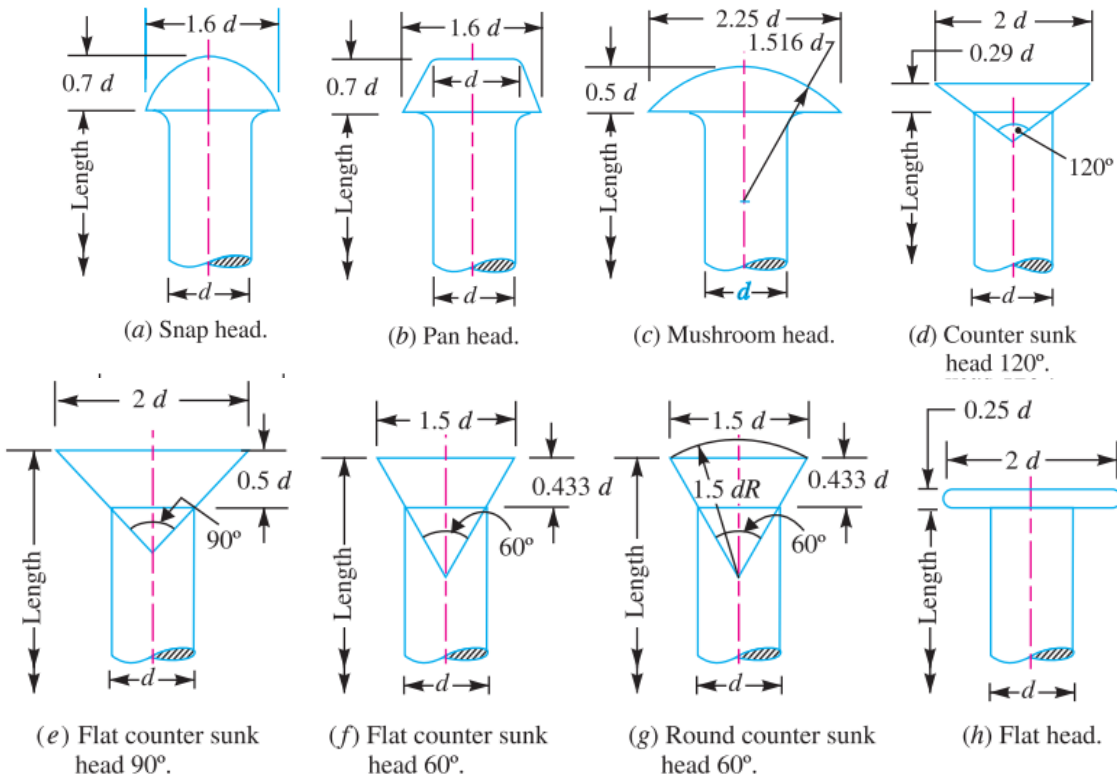 1.6 d
0.7 d
Length
d
(a) Snap head.
1.6 d
0.7 d
d
Length
d
(b) Pan head.
2.25 d
1.516 d
0.5 d
Length
d
(c) Mushroom head.
2 d
0.29 d
Length
120º
d
(d) Counter sunk
head 120º.
2 d
0.5 d
90º
Length
d
(e) Flat counter sunk
head 90º.
1.5 d
0.433 d
60º
Length
d
(f) Flat counter sunk
head 60º.
1.5 d
0.433 d
1.5 dR
60º
Length
d
(g) Round counter sunk
head 60º.
0.25 d
2 d
Length
d
(h) Flat head.